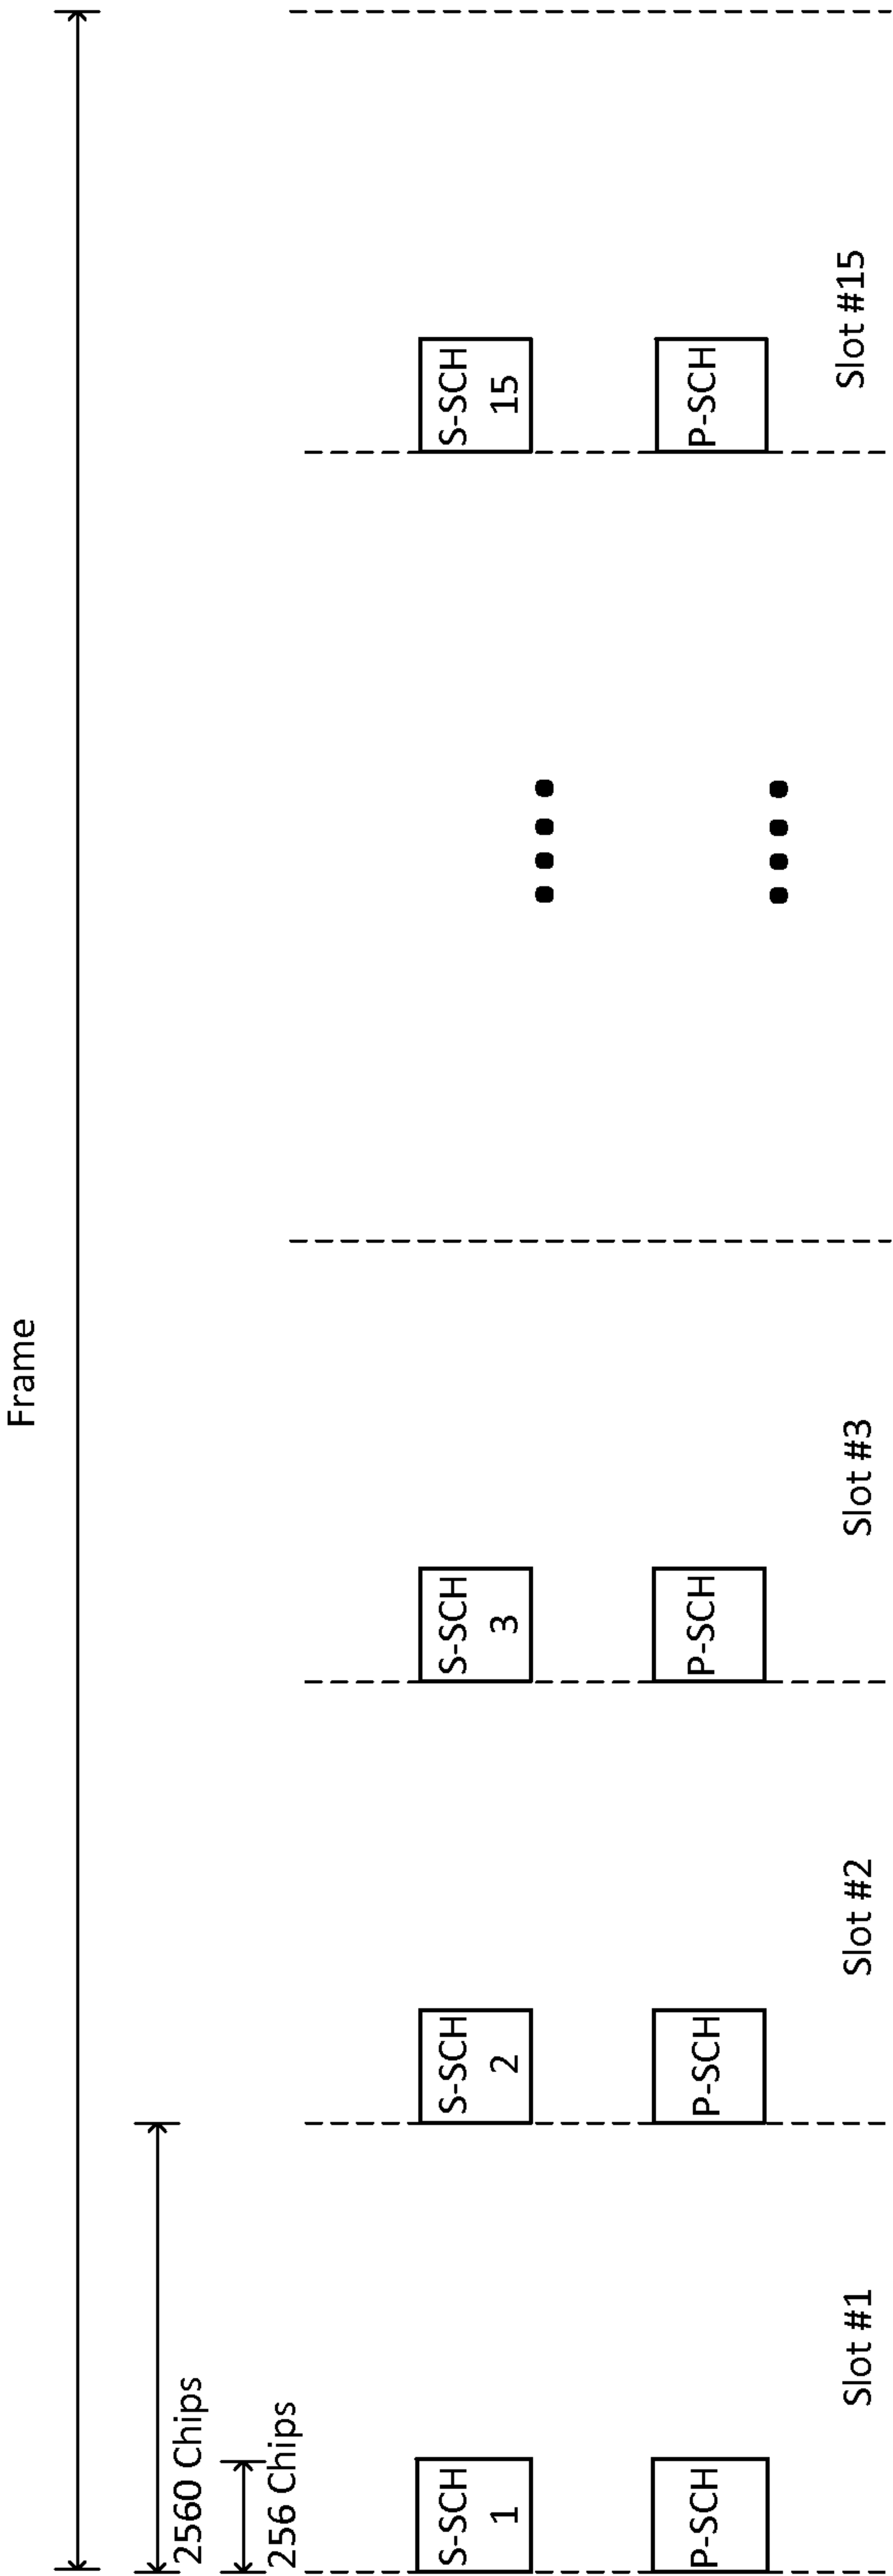 Frame
2560 Chips
256 Chips
S-SCH
1
S-SCH
2
S-SCH
3
S-SCH
15
P-SCH
P-SCH
P-SCH
P-SCH
Slot #1
Slot #2
Slot #3
Slot #15